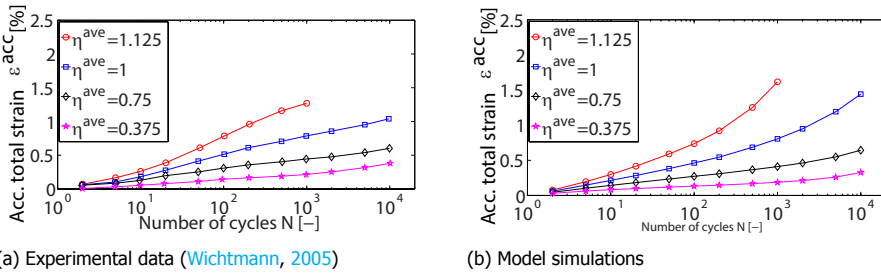 2.5
2
1.5
1
0.5
0
Acc. total strain ε^acc [%]
η^ave=1.125
η^ave=1
η^ave=0.75
η^ave=0.375
10^0 10^1 10^2 10^3 10^4
Number of cycles N [−]
(a) Experimental data (Wichtmann, 2005)
2.5
2
1.5
1
0.5
0
Acc. total strain ε^acc [%]
η^ave=1.125
η^ave=1
η^ave=0.75
η^ave=0.375
10^0 10^1 10^2 10^3 10^4
Number of cycles N [−]
(b) Model simulations